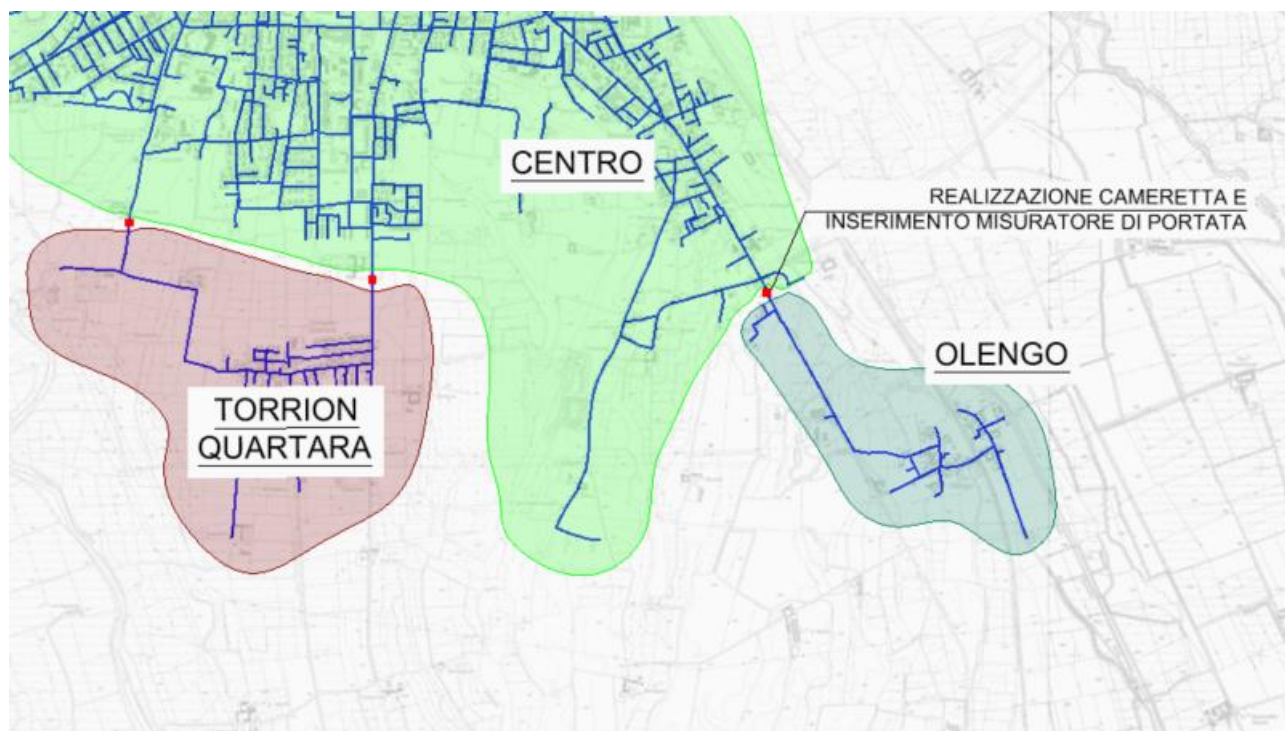 CENTRO
REALIZZAZIONE CAMERETTA E
INSERIMENTO MISURATORE DI PORTATA
OLENGO
TORRION
QUARTARA